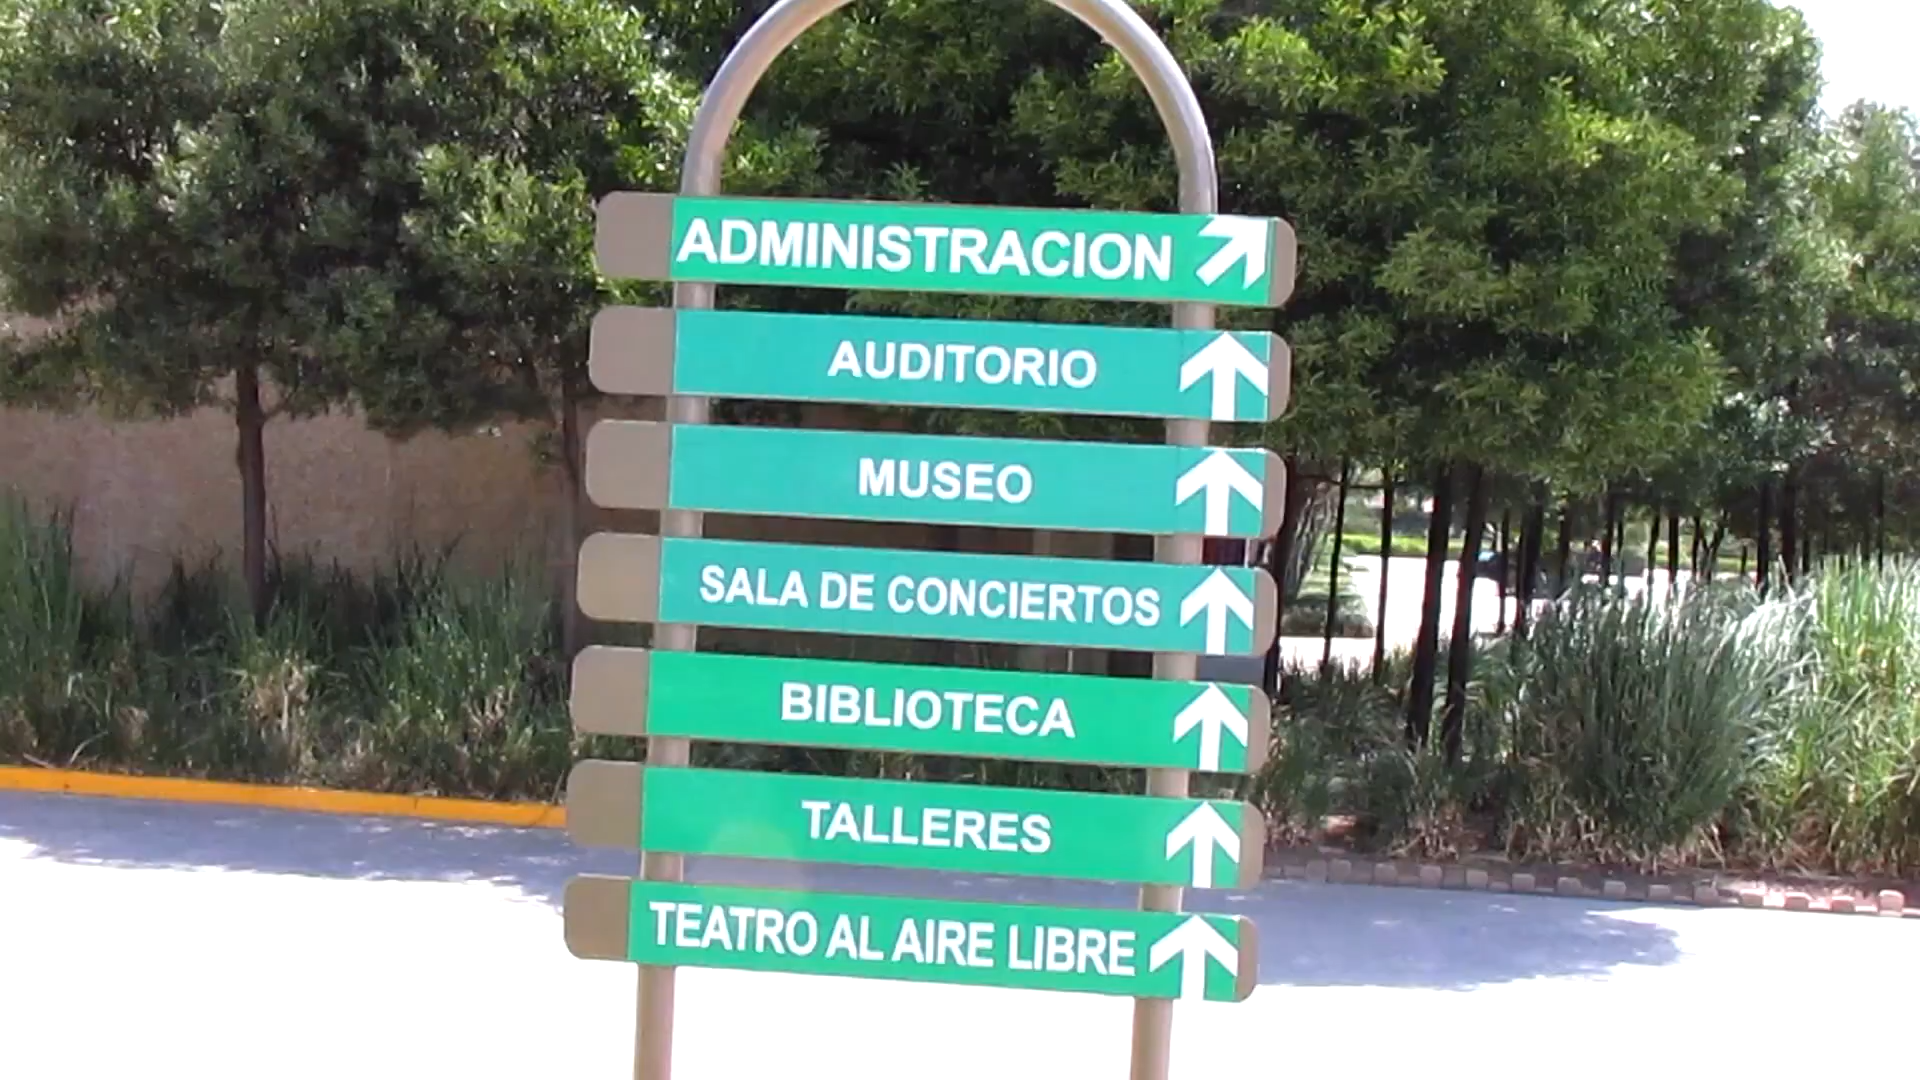 ADMINISTRACION
AUDITORIO
MUSEO
SALA DE CONCIERTOS
BIBLIOTECA
TALLERES
TEATRO AL AIRE LIBRE